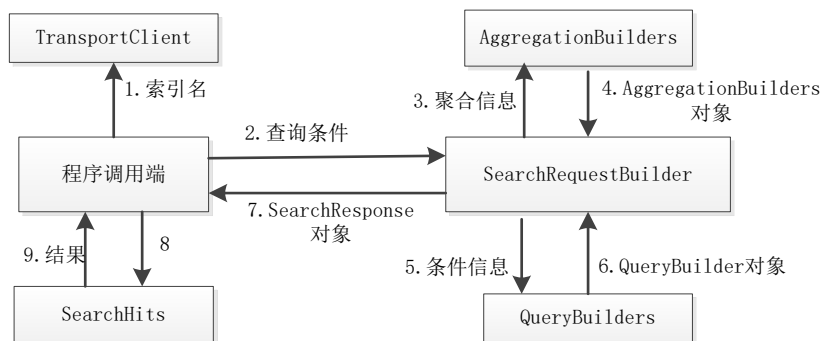 TransportClient
AggregationBuilders
1.索引名
3.聚合信息
4.AggregationBuilders
对象
2.查询条件
程序调用端
SearchRequestBuilder
7.SearchResponse
对象
9.结果
8
5.条件信息
6.QueryBuilder对象
SearchHits
QueryBuilders